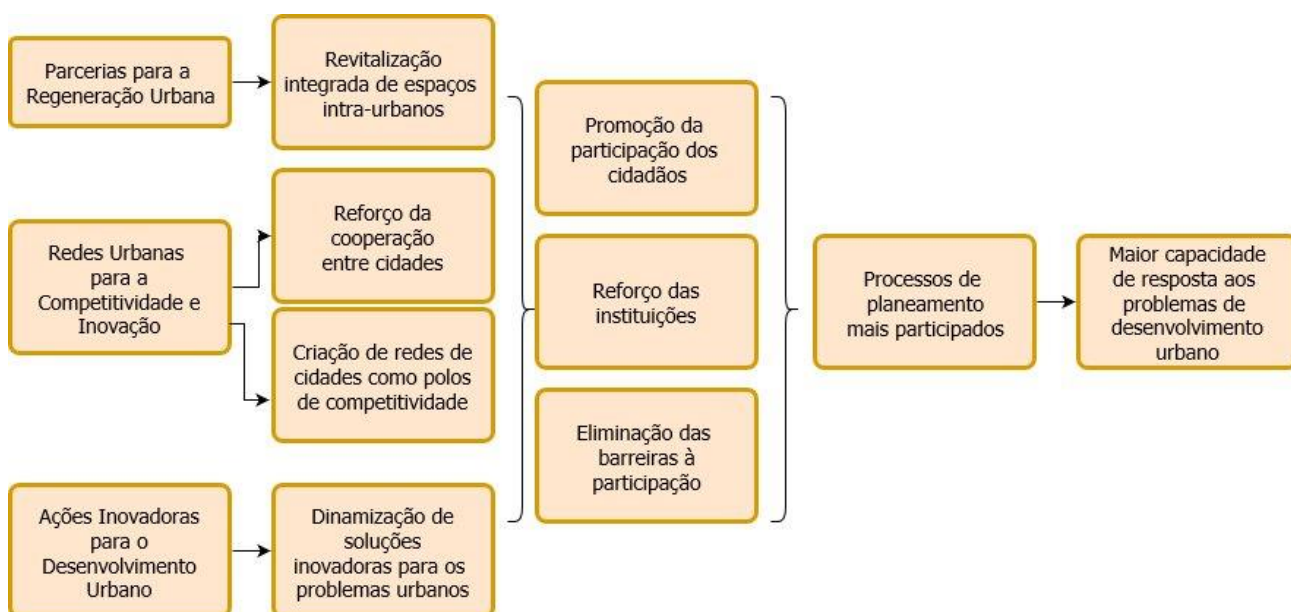 Parcerias para a
Regeneração Urbana
Revitalização
integrada de espaços
intra-urbanos
Redes Urbanas
para a
Competitividade e
Inovação
Reforço da
cooperação
entre cidades
Criação de redes de
cidades como polos
de competitividade
Ações Inovadoras
para o
Desenvolvimento
Urbano
Dinamização de
soluções
inovadoras para os
problemas urbanos
Promoção da
participação dos
cidadãos
Reforço das
instituições
Eliminação das
barreiras à
participação
Processos de
planeamento
mais participados
Maior capacidade
de resposta aos
problemas de
desenvolvimento
urbano